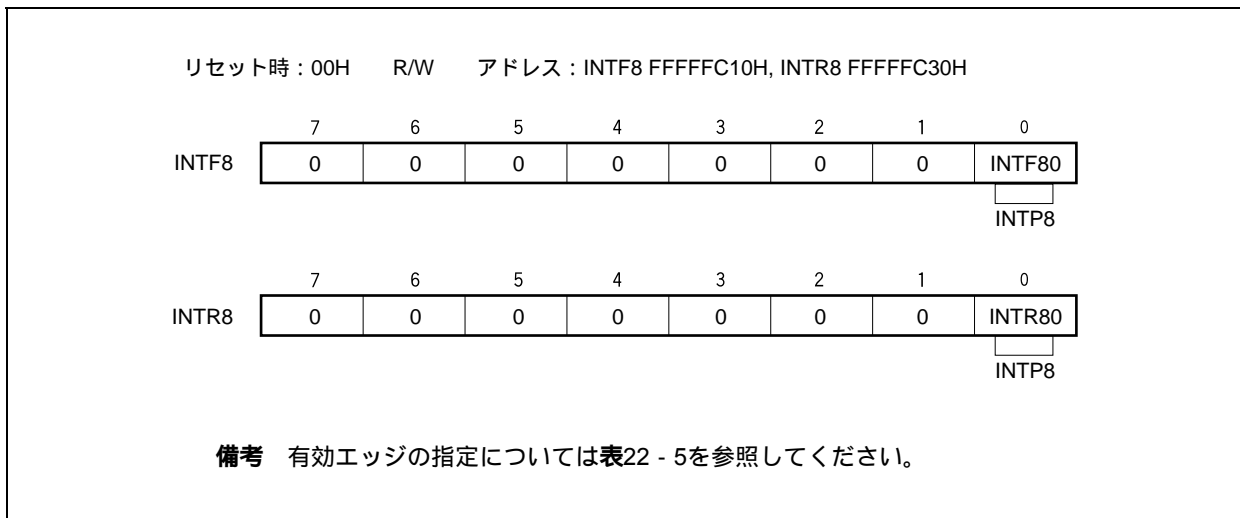 リセット時：00H　　R/W　　アドレス：INTF8 FFFFFC10H, INTR8 FFFFFC30H
7 6 5 4 3 2 1 0
INTF8 0 0 0 0 0 0 0 INTF80
INTP8
7 6 5 4 3 2 1 0
INTR8 0 0 0 0 0 0 0 INTR80
INTP8
備考　有効エッジの指定については表22 - 5を参照してください。